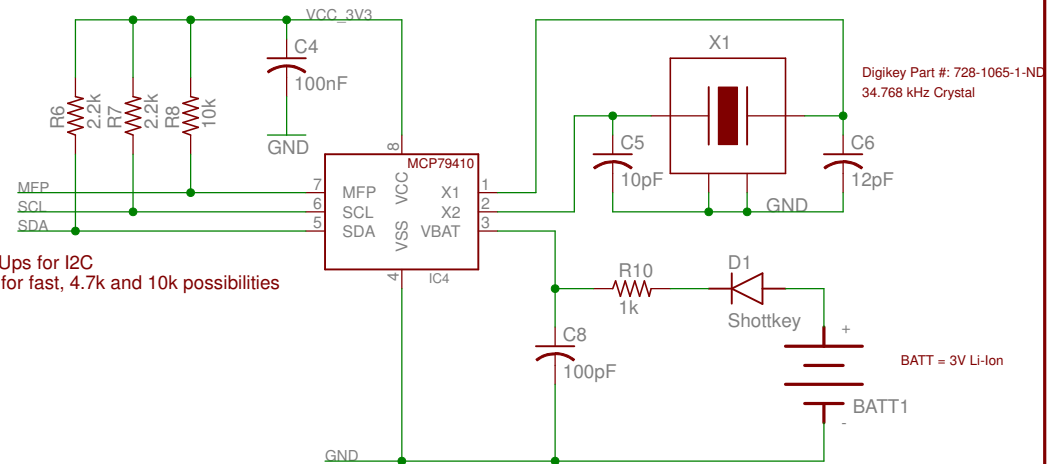 VCC_3V3
C4
100nF
GND
R6
2.2k
R7
2.2k
R8
10k
MFP
SCL
SDA
Ups for I2C
for fast, 4.7k and 10k possibilities
MCP79410
8
7
6
5
4
1
2
3
MFP
SCL
SDA
VCC
VSS
X1
X2
VBAT
IC4
X1
C5
10pF
C6
12pF
GND
Digikey Part #: 728-1065-1-ND
34.768 kHz Crystal
R10
1k
D1
Shottkey
C8
100pF
+
BATT = 3V Li-Ion
BATT1
-
GND